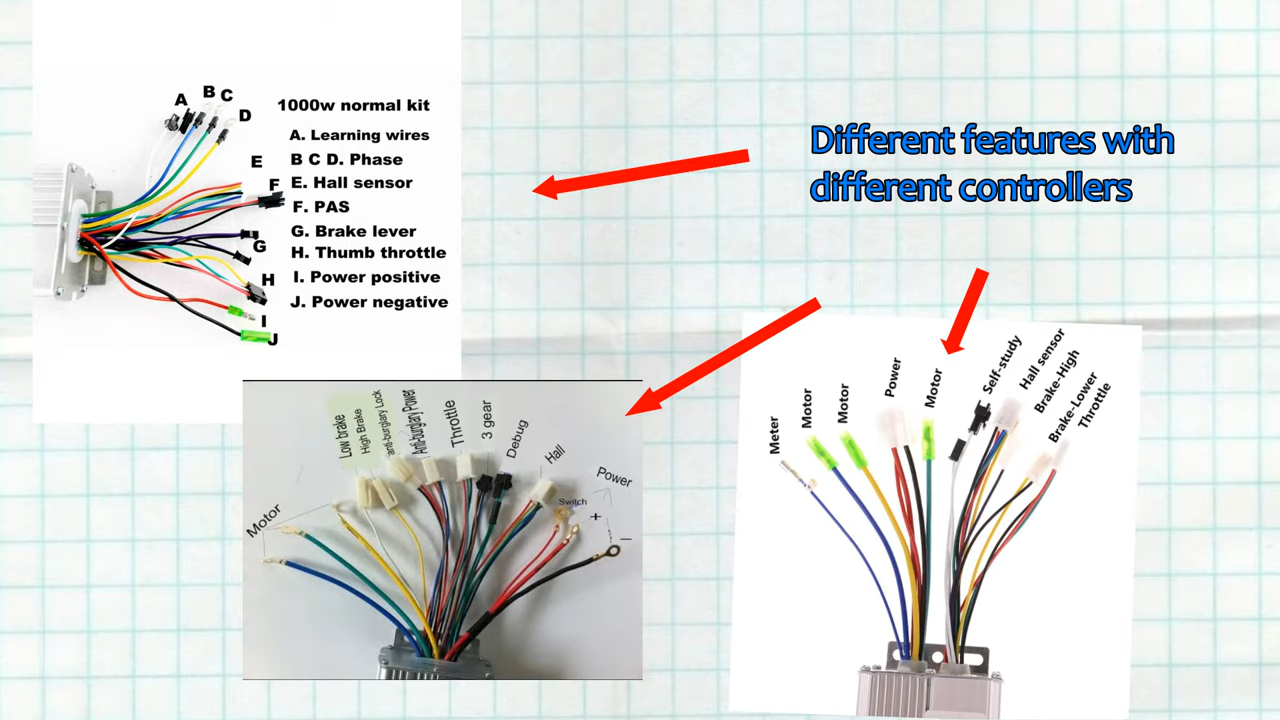 Different features with
different controllers
A
B
C
D
E
F
G
H
I
J
1000w normal kit
A. Learning wires
B C D. Phase
E. Hall sensor
F. PAS
G. Brake lever
H. Thumb throttle
I. Power positive
J. Power negative
Motor
Low brake
High Brake
anti-burglary Lock
Anti-burglary Power
Throttle
3 gear
Debug
Hall
Switch
Power
+
−
Meter
Motor
Motor
Power
Motor
Self-study
Hall sensor
Brake-High
Brake-Lower
Throttle